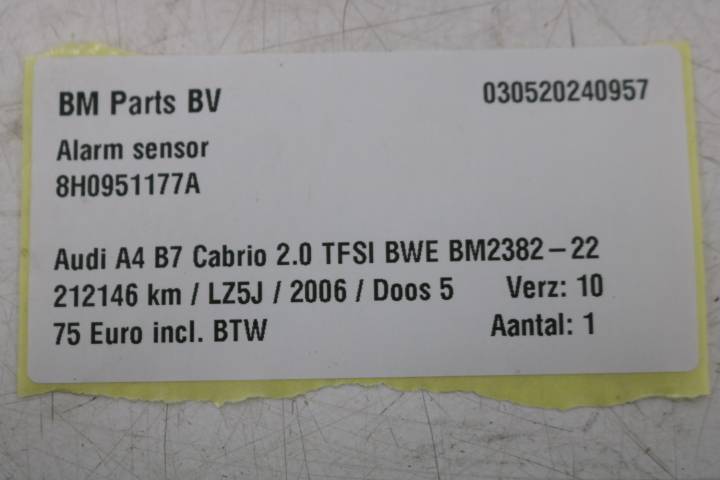 BM Parts BV 030520240957
Alarm sensor
8H0951177A
Audi A4 B7 Cabrio 2.0 TFSI BWE BM2382-22
212146 km / LZ5J / 2006 / Doos 5 Verz: 10
75 Euro incl. BTW Aantal: 1